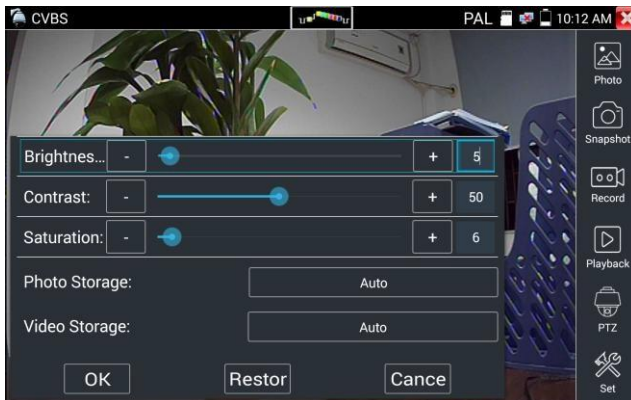 CVBS PAL 10:12 AM
Photo
Snapshot
Brightnes... - + 5
Contrast: - + 50
Record
Saturation: - + 6
Playback
Photo Storage: Auto
Video Storage: Auto
PTZ
OK Restor Cance
Set